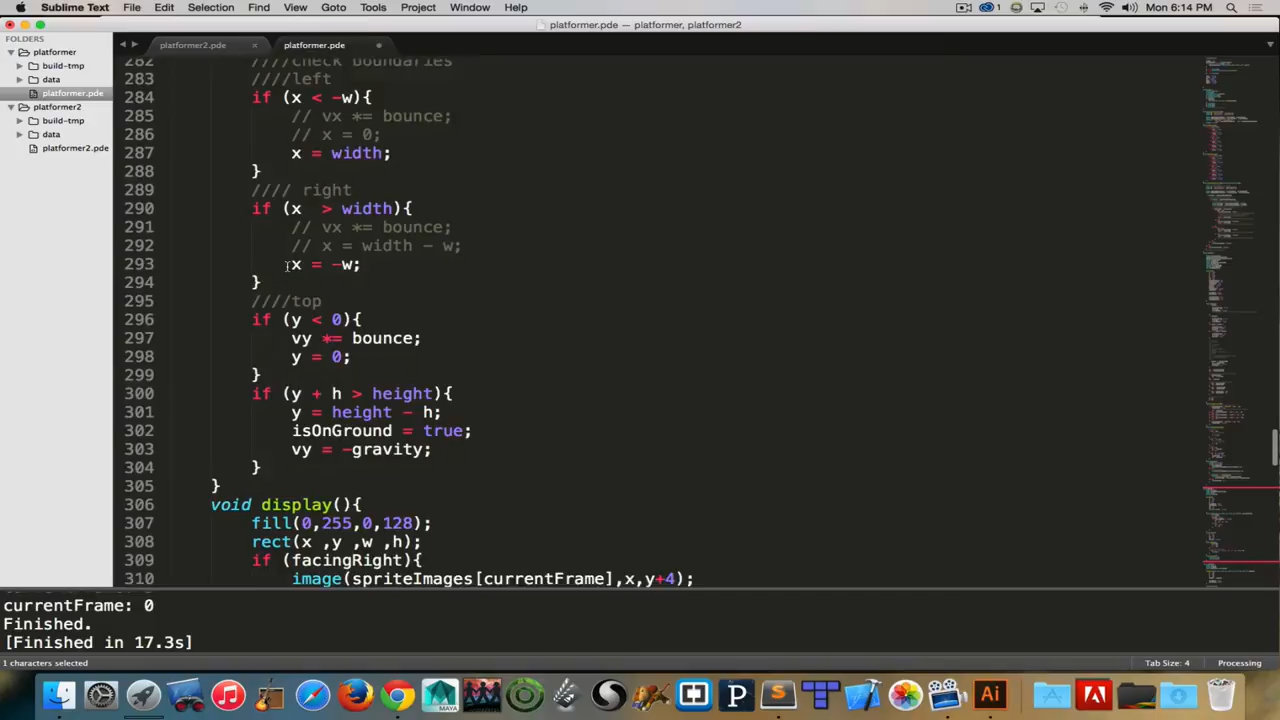 Sublime Text File Edit Selection Find View Goto Tools Project Window Help
1 Mon 6:14 PM
platformer.pde — platformer, platformer2
FOLDERS
platformer
build-tmp
data
platformer.pde
platformer2
build-tmp
data
platformer2.pde
platformer2.pde × platformer.pde
282 ////check boundaries
283 ////left
284 if (x < -w){
285 // vx *= bounce;
286 // x = 0;
287 x = width;
288 }
289 //// right
290 if (x  > width){
291 // vx *= bounce;
292 // x = width - w;
293 x = -w;
294 }
295 ////top
296 if (y < 0){
297 vy *= bounce;
298 y = 0;
299 }
300 if (y + h > height){
301 y = height - h;
302 isOnGround = true;
303 vy = -gravity;
304 }
305 }
306 void display(){
307 fill(0,255,0,128);
308 rect(x ,y ,w ,h);
309 if (facingRight){
310 image(spriteImages[currentFrame],x,y+4);
currentFrame: 0
Finished.
[Finished in 17.3s]
1 characters selected
Tab Size: 4 Processing
MAYA
P
S
T
Ai